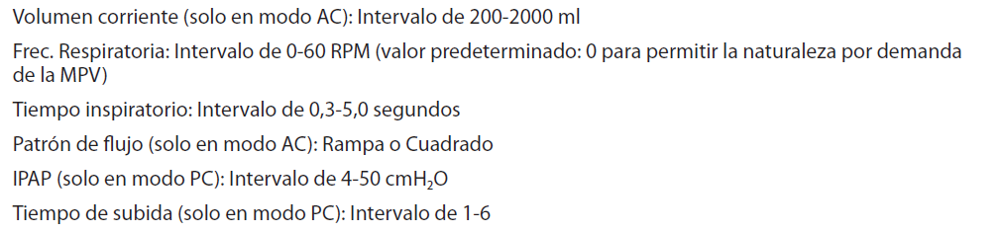 Volumen corriente (solo en modo AC): Intervalo de 200-2000 ml
Frec. Respiratoria: Intervalo de 0-60 RPM (valor predeterminado: 0 para permitir la naturaleza por demanda
de la MPV)
Tiempo inspiratorio: Intervalo de 0,3-5,0 segundos
Patrón de flujo (solo en modo AC): Rampa o Cuadrado
IPAP (solo en modo PC): Intervalo de 4-50 cmH₂O
Tiempo de subida (solo en modo PC): Intervalo de 1-6